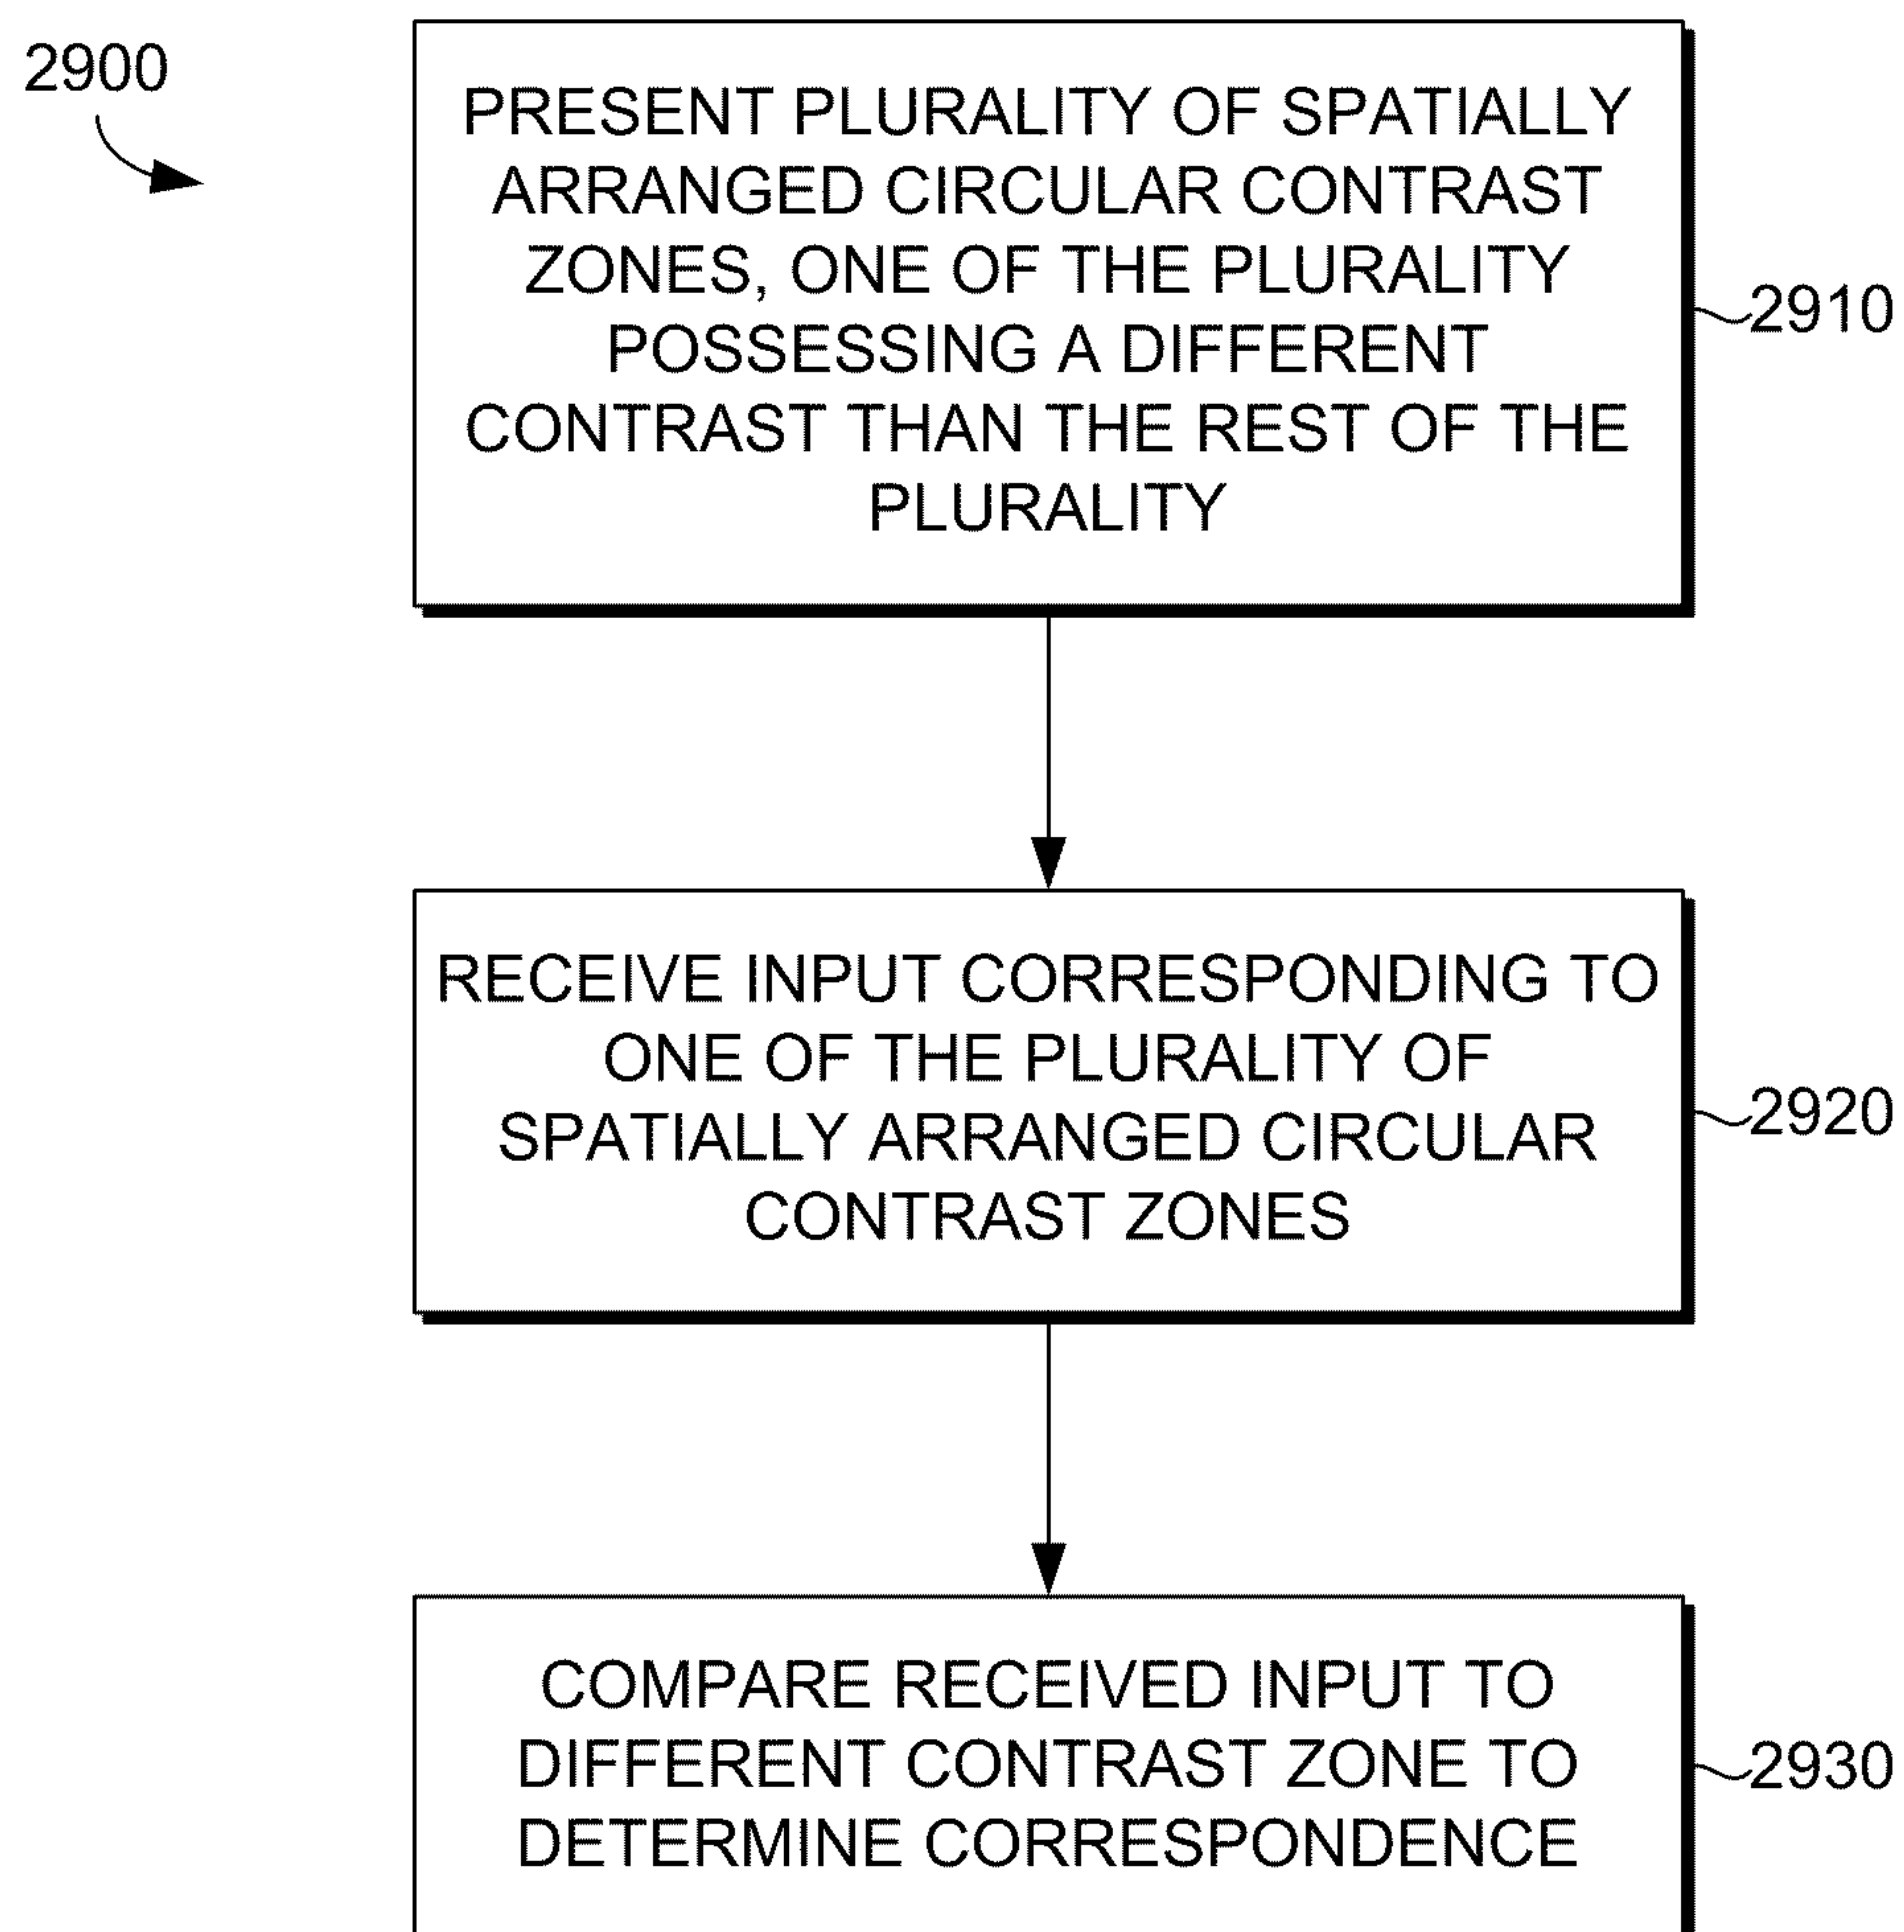 2900
PRESENT PLURALITY OF SPATIALLY
ARRANGED CIRCULAR CONTRAST
ZONES, ONE OF THE PLURALITY
POSSESSING A DIFFERENT
CONTRAST THAN THE REST OF THE
PLURALITY
2910
RECEIVE INPUT CORRESPONDING TO
ONE OF THE PLURALITY OF
SPATIALLY ARRANGED CIRCULAR
CONTRAST ZONES
2920
COMPARE RECEIVED INPUT TO
DIFFERENT CONTRAST ZONE TO
DETERMINE CORRESPONDENCE
2930